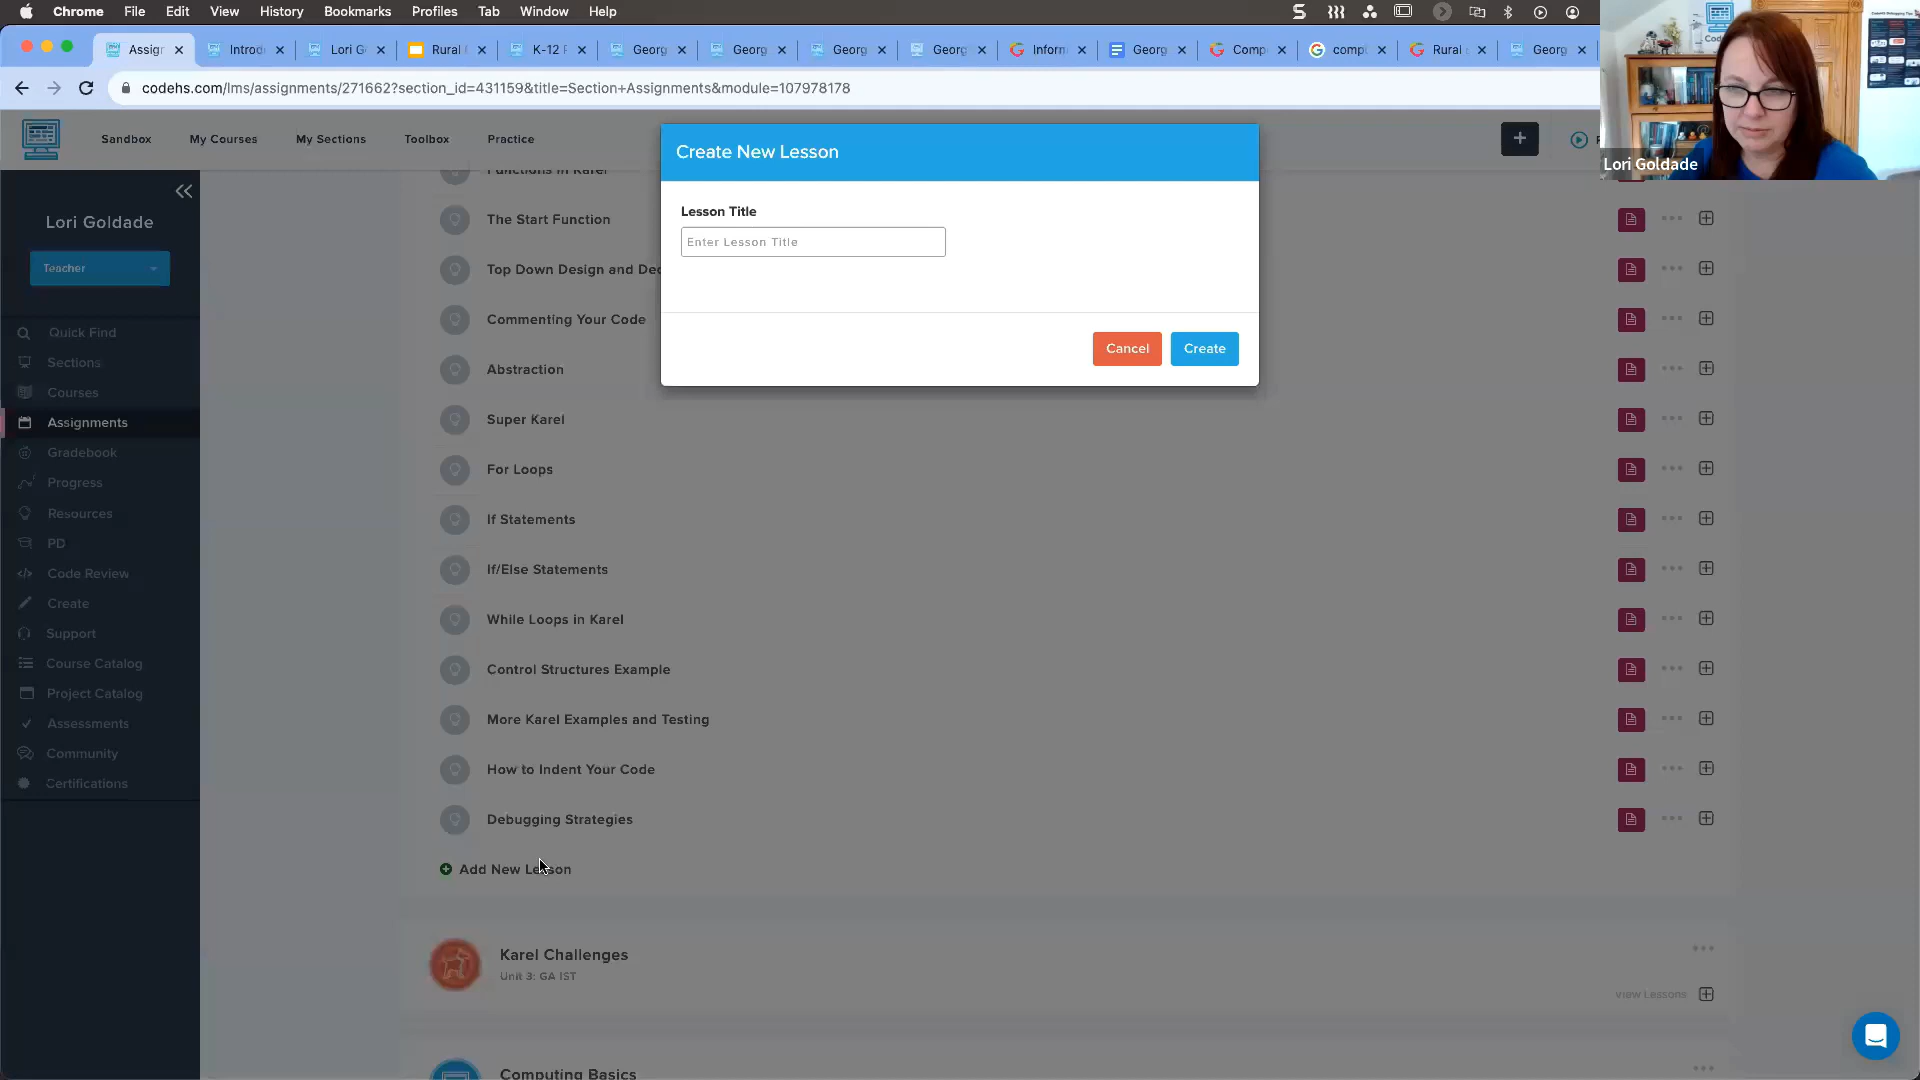 Chrome File Edit View History Bookmarks Profiles Tab Window Help
Assign Introd Lori G Rural K-12 F Georg Georg Georg Georg Inform Georg Comp comp Rural Georg
codehs.com/lms/assignments/271662?section_id=431159&title=Section+Assignments&module=107978178
Sandbox My Courses My Sections Toolbox Practice
Lori Goldade
Create New Lesson
Lesson Title
Enter Lesson Title
Cancel Create
Lori Goldade
Teacher
Quick Find
Sections
Courses
Assignments
Gradebook
Progress
Resources
PD
Code Review
Create
Support
Course Catalog
Project Catalog
Assessments
Community
Certifications
Functions in Karel
The Start Function
Top Down Design and Dec
Commenting Your Code
Abstraction
Super Karel
For Loops
If Statements
If/Else Statements
While Loops in Karel
Control Structures Example
More Karel Examples and Testing
How to Indent Your Code
Debugging Strategies
Add New Lesson
Karel Challenges
Unit 3: GA IST
View Lessons
Computing Basics